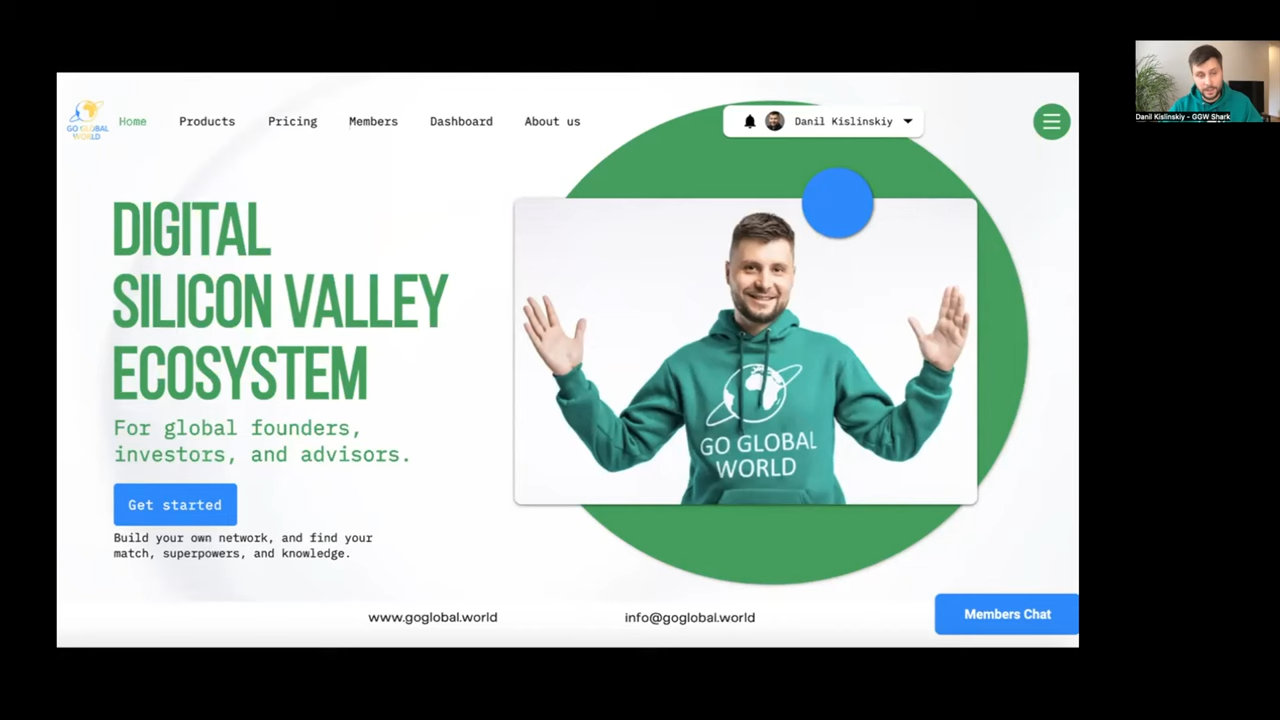 GO GLOBAL
WORLD
Home
Products
Pricing
Members
Dashboard
About us
Danil Kislinskiy
Danil Kislinskiy - GGW Shark
DIGITAL
SILICON VALLEY
ECOSYSTEM
For global founders,
investors, and advisors.
Get started
Build your own network, and find your
match, superpowers, and knowledge.
GO GLOBAL
WORLD
www.goglobal.world
info@goglobal.world
Members Chat